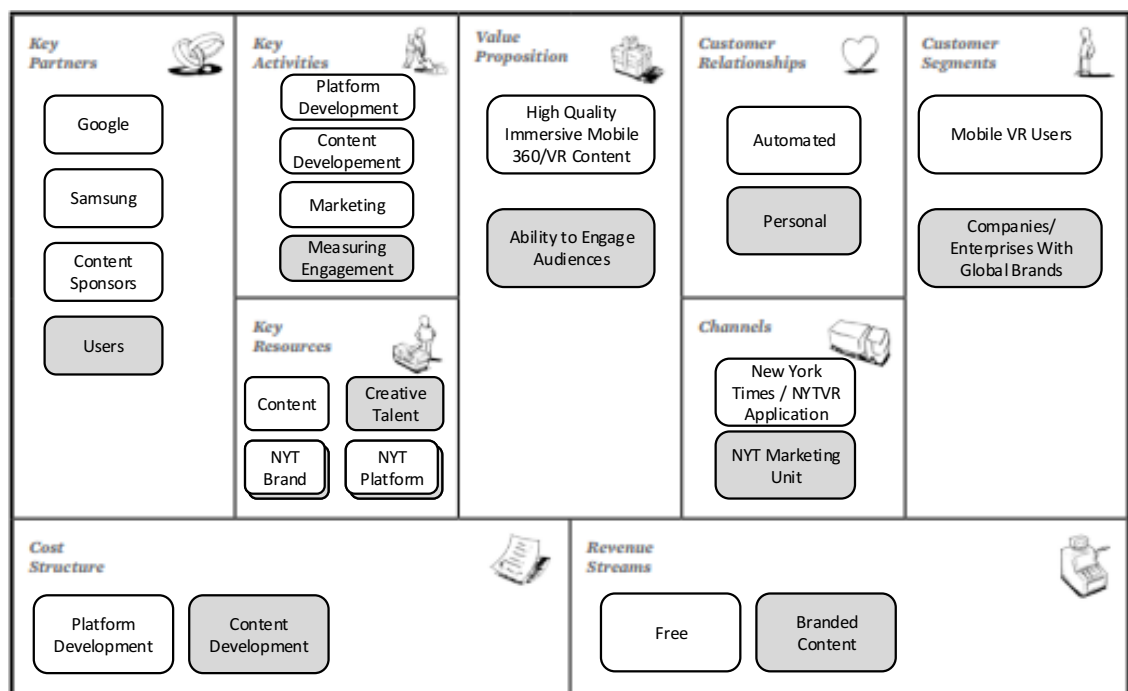 Key
Partners
Google
Samsung
Content
Sponsors
Users
Key
Activities
Platform
Development
Content
Developement
Marketing
Measuring
Engagement
Key
Resources
Content
Creative
Talent
NYT
Brand
NYT
Platform
Value
Proposition
High Quality
Immersive Mobile
360/VR Content
Ability to Engage
Audiences
Customer
Relationships
Automated
Personal
Channels
New York
Times / NYTVR
Application
NYT Marketing
Unit
Customer
Segments
Mobile VR Users
Companies/
Enterprises With
Global Brands
Cost
Structure
Platform
Development
Content
Development
Revenue
Streams
Free
Branded
Content